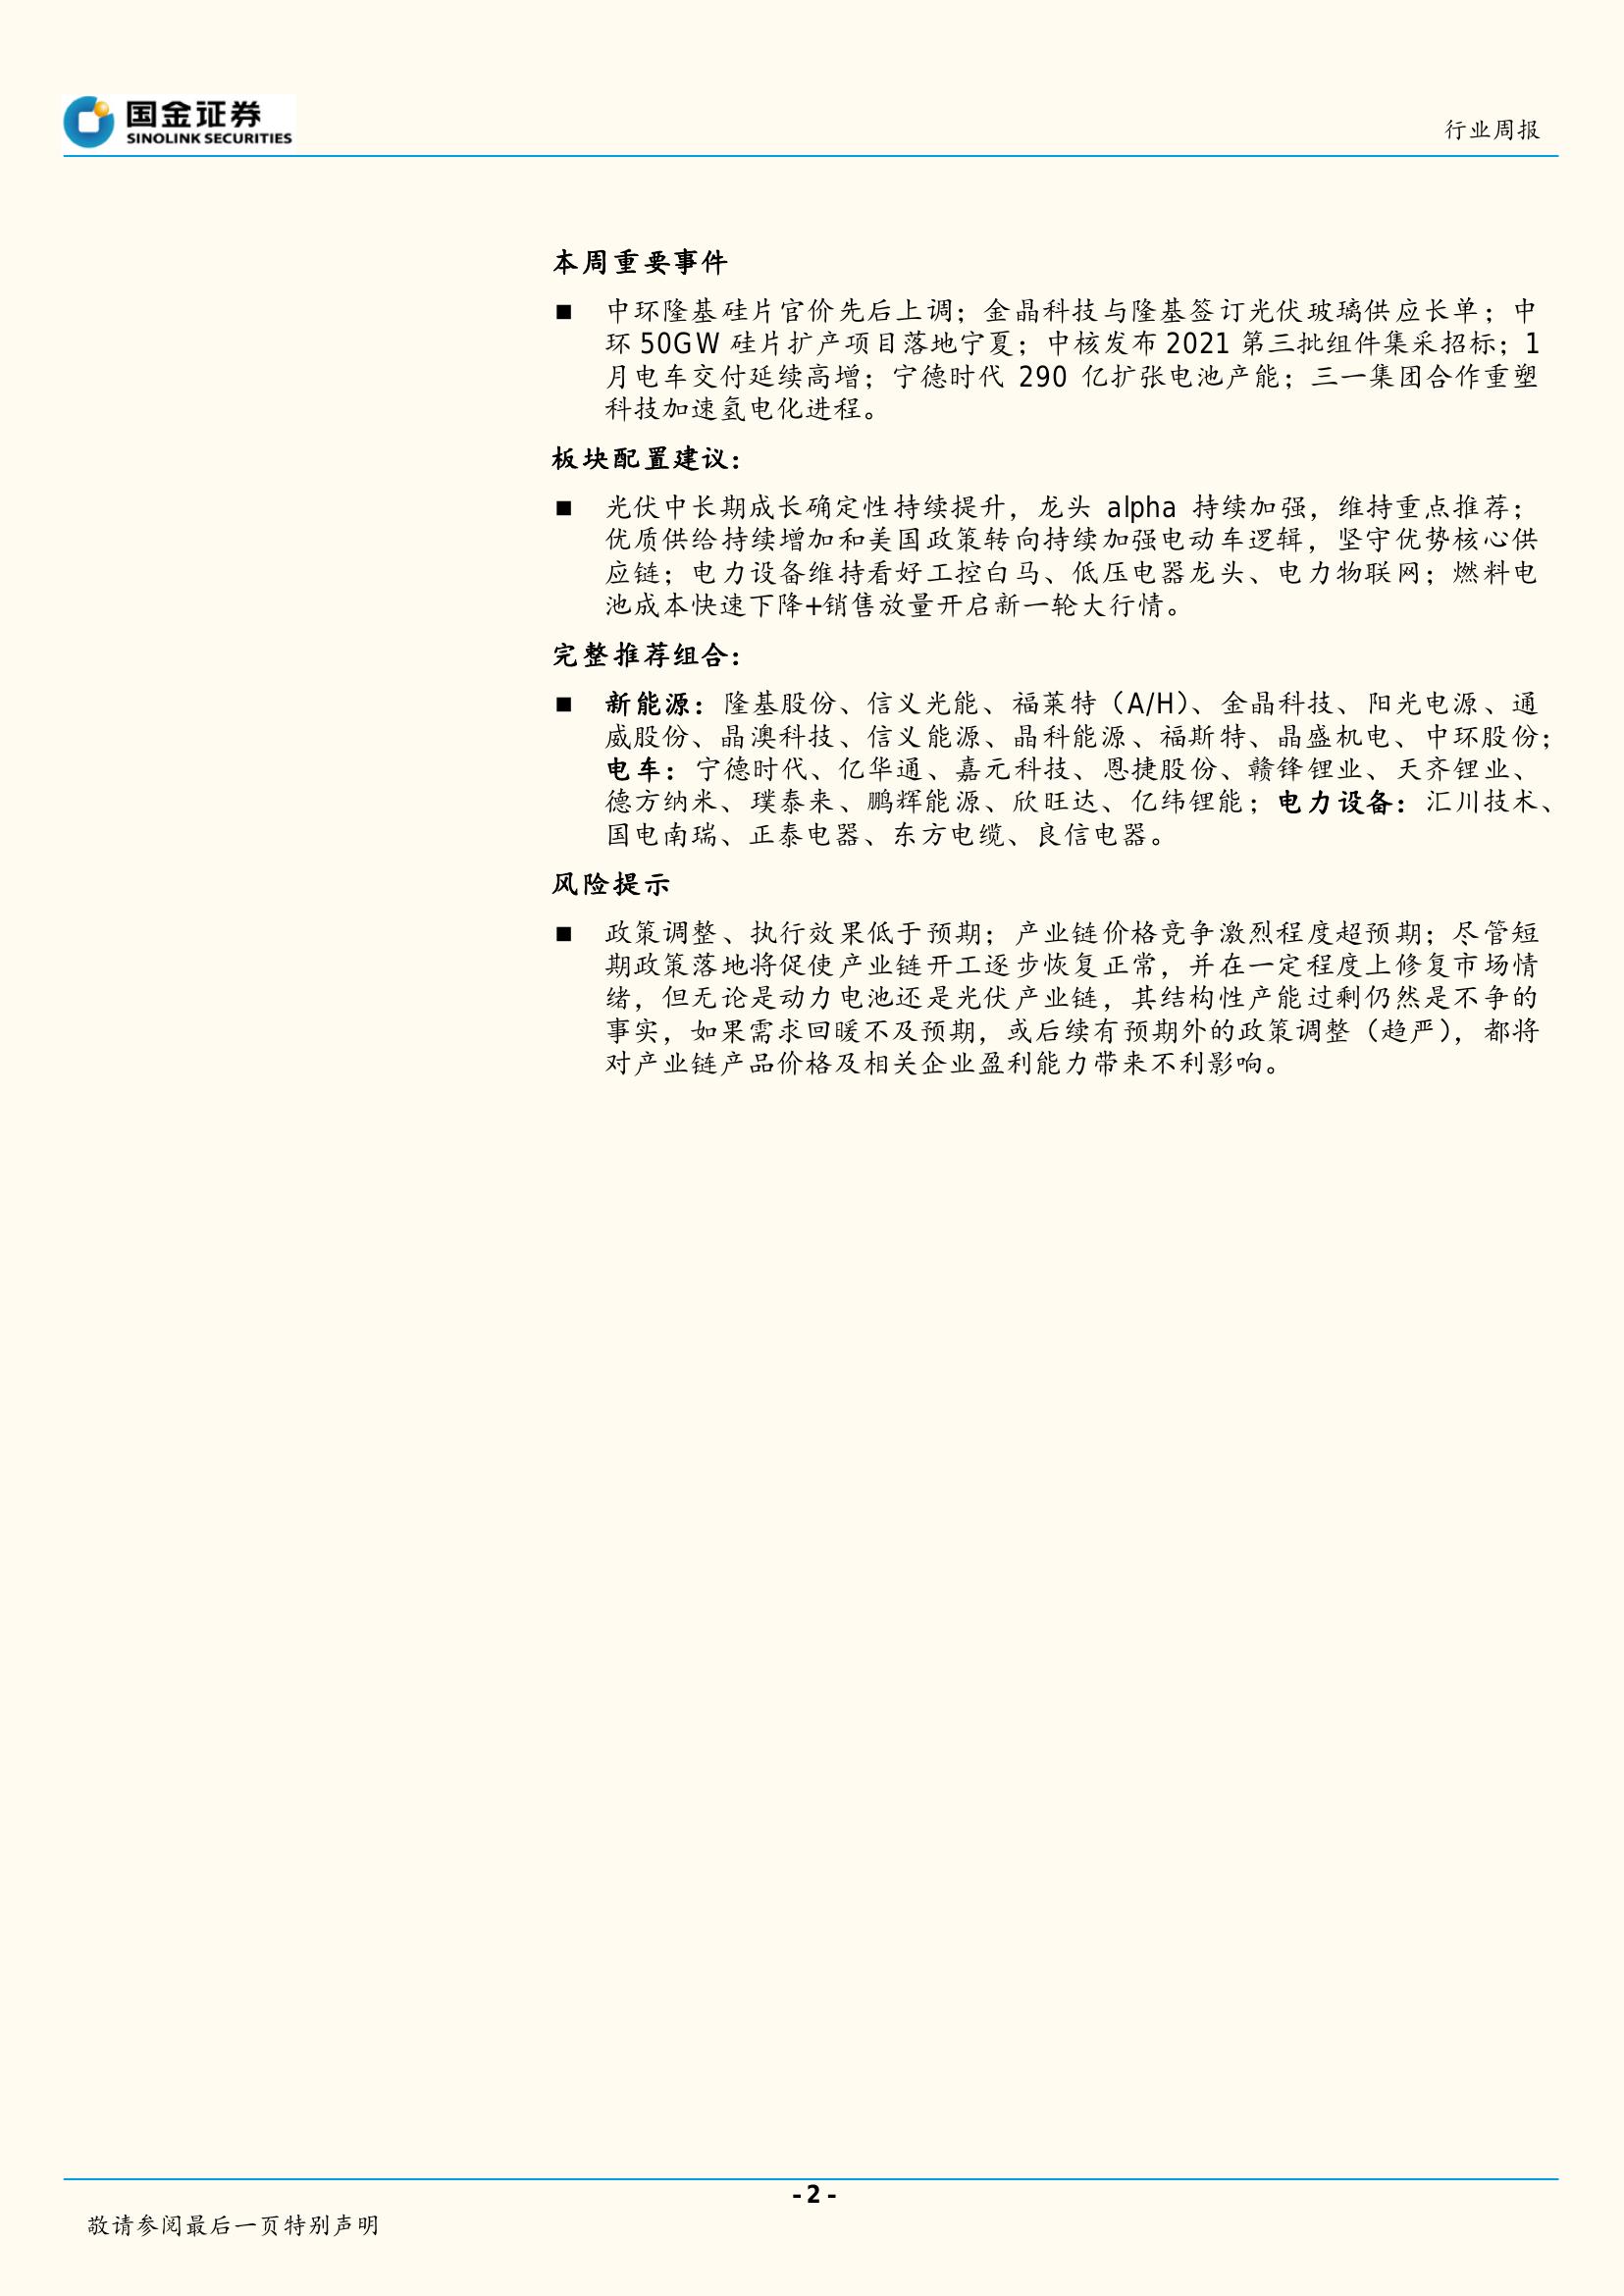 国金证券
SINOLINK SECURITIES
行业周报
本周重要事件
■ 中环隆基硅片官价先后上调；金晶科技与隆基签订光伏玻璃供应长单；中
环 50GW 硅片扩产项目落地宁夏；中核发布 2021 第三批组件集采招标；1
月电车交付延续高增；宁德时代 290 亿扩张电池产能；三一集团合作重塑
科技加速氢电化进程。
板块配置建议：
■ 光伏中长期成长确定性持续提升，龙头 alpha 持续加强，维持重点推荐；
优质供给持续增加和美国政策转向持续加强电动车逻辑，坚守优势核心供
应链；电力设备维持看好工控白马、低压电器龙头、电力物联网；燃料电
池成本快速下降+销售放量开启新一轮大行情。
完整推荐组合：
■ 新能源：隆基股份、信义光能、福莱特（A/H）、金晶科技、阳光电源、通
威股份、晶澳科技、信义能源、晶科能源、福斯特、晶盛机电、中环股份；
电车：宁德时代、亿华通、嘉元科技、恩捷股份、赣锋锂业、天齐锂业、
德方纳米、璞泰来、鹏辉能源、欣旺达、亿纬锂能；电力设备：汇川技术、
国电南瑞、正泰电器、东方电缆、良信电器。
风险提示
■ 政策调整、执行效果低于预期；产业链价格竞争激烈程度超预期；尽管短
期政策落地将促使产业链开工逐步恢复正常，并在一定程度上修复市场情
绪，但无论是动力电池还是光伏产业链，其结构性产能过剩仍然是不争的
事实，如果需求回暖不及预期，或后续有预期外的政策调整（趋严），都将
对产业链产品价格及相关企业盈利能力带来不利影响。
- 2 -
敬请参阅最后一页特别声明